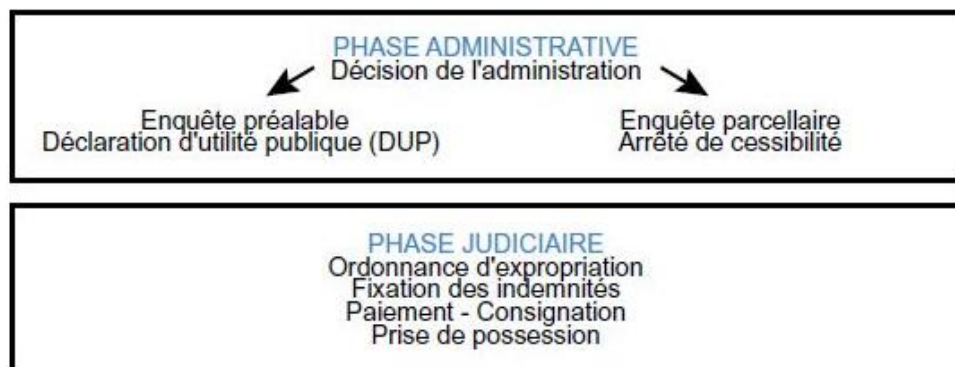 PHASE ADMINISTRATIVE
Décision de l'administration
Enquête préalable
Déclaration d'utilité publique (DUP)
Enquête parcellaire
Arrêté de cessibilité
PHASE JUDICIAIRE
Ordonnance d'expropriation
Fixation des indemnités
Paiement - Consignation
Prise de possession